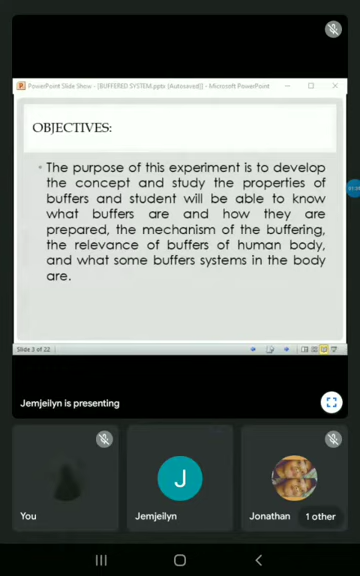 PowerPoint Slide Show - [BUFFERED SYSTEM.pptx (Autosaved)] - Microsoft PowerPoint
OBJECTIVES:
• The purpose of this experiment is to develop
the concept and study the properties of
buffers and student will be able to know
what buffers are and how they are
prepared, the mechanism of the buffering,
the relevance of buffers of human body,
and what some buffers systems in the body
are.
Slide 3 of 22
Jemjeilyn is presenting
J
You
Jemjeilyn
Jonathan
1 other